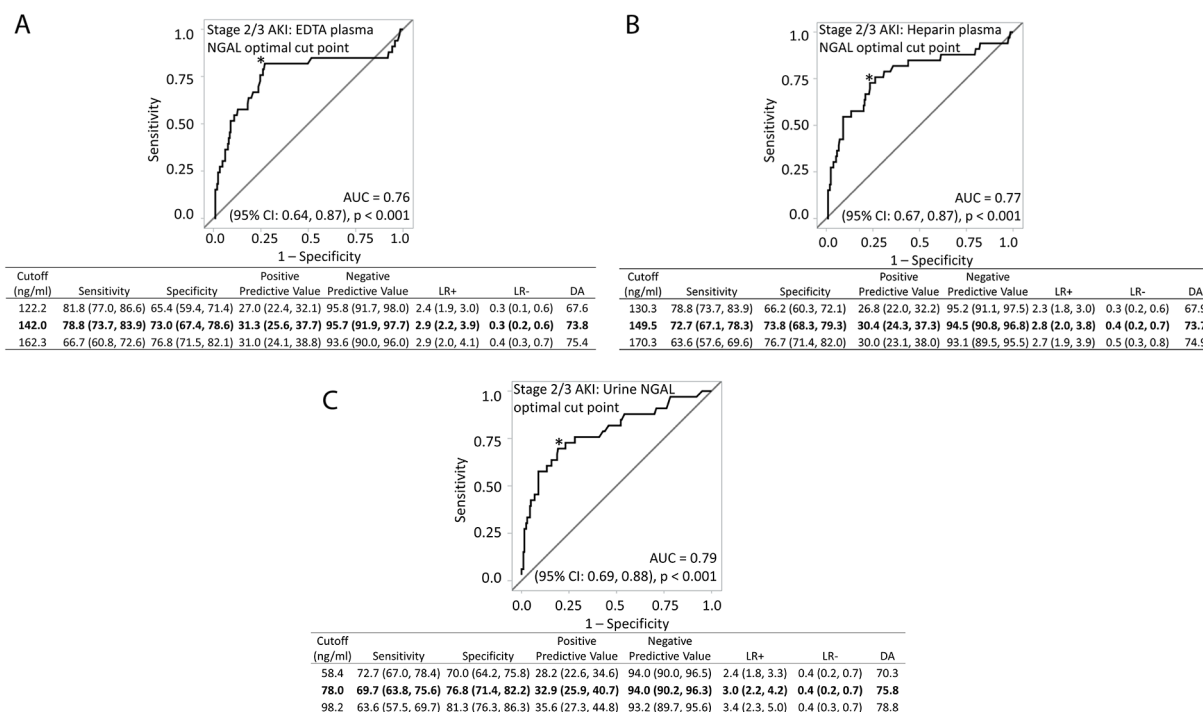 A
Stage 2/3 AKI: EDTA plasma
NGAL optimal cut point
*
1.0
0.75
0.50
0.25
0.0
Sensitivity
AUC = 0.76
(95% CI: 0.64, 0.87), p < 0.001
0.0 0.25 0.5 0.75 1.0
1 – Specificity
Cutoff (ng/ml) Sensitivity Specificity Positive Predictive Value Negative Predictive Value LR+ LR- DA
122.2 81.8 (77.0, 86.6) 65.4 (59.4, 71.4) 27.0 (22.4, 32.1) 95.8 (91.7, 98.0) 2.4 (1.9, 3.0) 0.3 (0.1, 0.6) 67.6
142.0 78.8 (73.7, 83.9) 73.0 (67.4, 78.6) 31.3 (25.6, 37.7) 95.7 (91.9, 97.7) 2.9 (2.2, 3.9) 0.3 (0.2, 0.6) 73.8
162.3 66.7 (60.8, 72.6) 76.8 (71.5, 82.1) 31.0 (24.1, 38.8) 93.6 (90.0, 96.0) 2.9 (2.0, 4.1) 0.4 (0.3, 0.7) 75.4
B
Stage 2/3 AKI: Heparin plasma
NGAL optimal cut point
*
1.0
0.75
0.50
0.25
0.0
Sensitivity
AUC = 0.77
(95% CI: 0.67, 0.87), p < 0.001
0.0 0.25 0.5 0.75 1.0
1 – Specificity
Cutoff (ng/ml) Sensitivity Specificity Positive Predictive Value Negative Predictive Value LR+ LR- DA
130.3 78.8 (73.7, 83.9) 66.2 (60.3, 72.1) 26.8 (22.0, 32.2) 95.2 (91.1, 97.5) 2.3 (1.8, 3.0) 0.3 (0.2, 0.6) 67.9
149.5 72.7 (67.1, 78.3) 73.8 (68.3, 79.3) 30.4 (24.3, 37.3) 94.5 (90.8, 96.8) 2.8 (2.0, 3.8) 0.4 (0.2, 0.7) 73.7
170.3 63.6 (57.6, 69.6) 76.7 (71.4, 82.0) 30.0 (23.1, 38.0) 93.1 (89.5, 95.5) 2.7 (1.9, 3.9) 0.5 (0.3, 0.8) 74.9
C
Stage 2/3 AKI: Urine NGAL
optimal cut point
*
1.0
0.75
0.50
0.25
0.0
Sensitivity
AUC = 0.79
(95% CI: 0.69, 0.88), p < 0.001
0.0 0.25 0.50 0.75 1.0
1 – Specificity
Cutoff (ng/ml) Sensitivity Specificity Positive Predictive Value Negative Predictive Value LR+ LR- DA
58.4 72.7 (67.0, 78.4) 70.0 (64.2, 75.8) 28.2 (22.6, 34.6) 94.0 (90.0, 96.5) 2.4 (1.8, 3.3) 0.4 (0.2, 0.7) 70.3
78.0 69.7 (63.8, 75.6) 76.8 (71.4, 82.2) 32.9 (25.9, 40.7) 94.0 (90.2, 96.3) 3.0 (2.2, 4.2) 0.4 (0.2, 0.7) 75.8
98.2 63.6 (57.5, 69.7) 81.3 (76.3, 86.3) 35.6 (27.3, 44.8) 93.2 (89.7, 95.6) 3.4 (2.3, 5.0) 0.4 (0.3, 0.7) 78.8